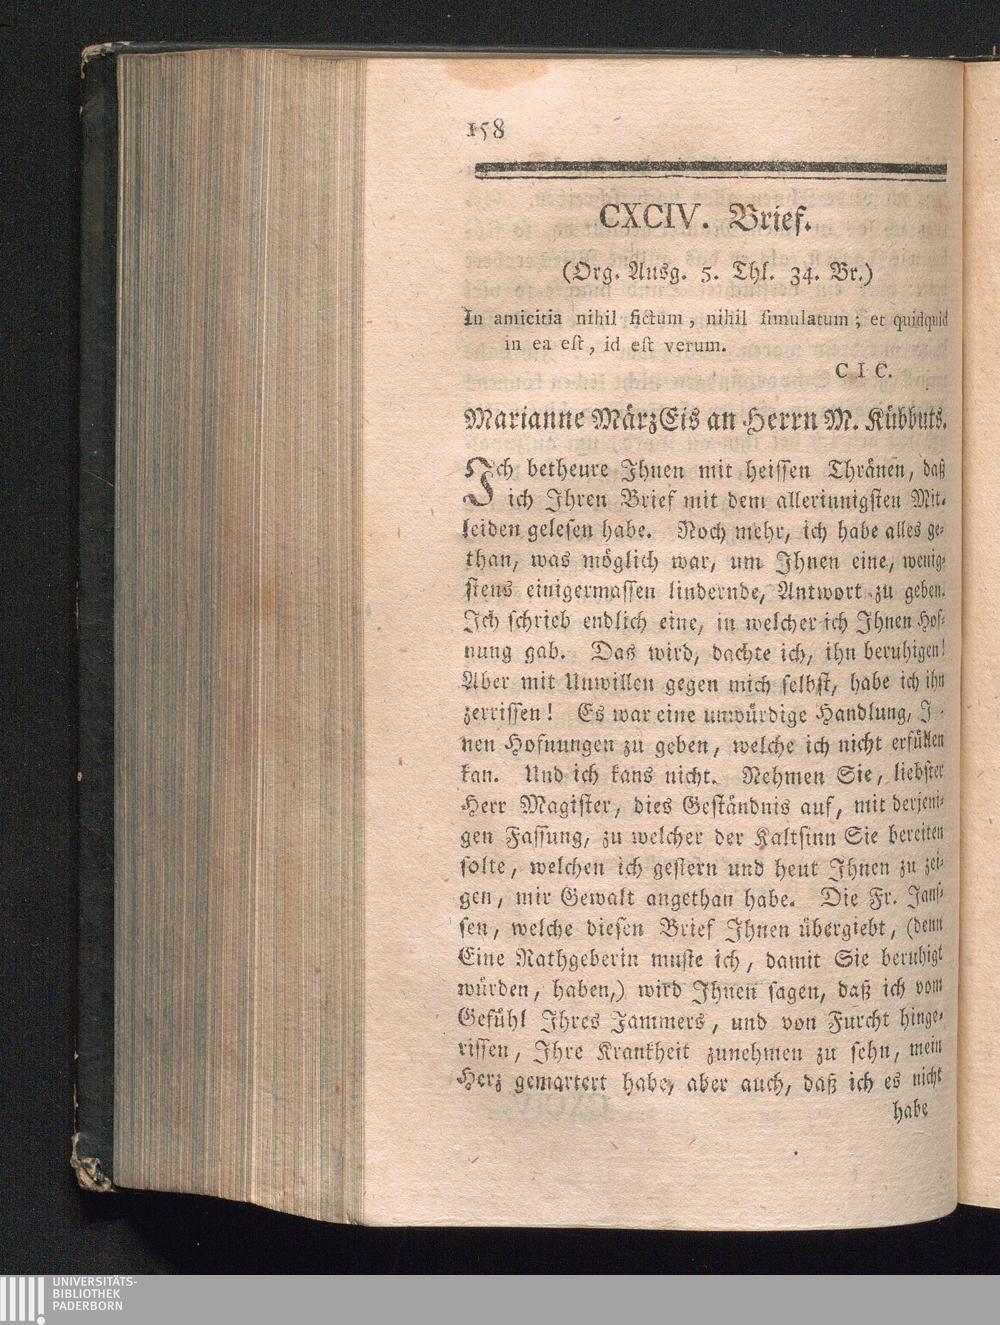 158
CXCIV. Brief.
(Org. Ausg. 5. Thl. 34. Br.)
In amicitia nihil fictum, nihil ſimulatum; et quidquid
in ea eſt, id eſt verum.
CIC.
Marianne MärzEis an Herrn M. Kübbuts.
Ich betheure Ihnen mit heiſſen Thränen, daß
ich Ihren Brief mit dem allerinnigſten Mit-
leiden geleſen habe. Noch mehr, ich habe alles ge-
than, was möglich war, um Ihnen eine, wenig-
ſtens einigermaſſen lindernde, Antwort zu geben.
Ich ſchrieb endlich eine, in welcher ich Ihnen Hof-
nung gab. Das wird, dachte ich, ihn beruhigen!
Aber mit Unwillen gegen mich ſelbſt, habe ich ihn
zerriſſen! Es war eine unwürdige Handlung, I-
nen Hofnungen zu geben, welche ich nicht erfüllen
kan. Und ich kans nicht. Nehmen Sie, liebſter
Herr Magiſter, dies Geſtändnis auf, mit derjeni-
gen Faſſung, zu welcher der Kaltſinn Sie bereiten
ſolte, welchen ich geſtern und heut Ihnen zu zei-
gen, mir Gewalt angethan habe. Die Fr. Janſ-
ſen, welche dieſen Brief Ihnen übergiebt, (denn
Eine Rathgeberin muſte ich, damit Sie beruhigt
würden, haben,) wird Ihnen ſagen, daß ich vom
Gefühl Ihres Jammers, und von Furcht hinge-
riſſen, Ihre Krankheit zunehmen zu ſehn, mein
Herz gemartert habe, aber auch, daß ich es nicht
habe
UNIVERSITÄTS-
BIBLIOTHEK
PADERBORN